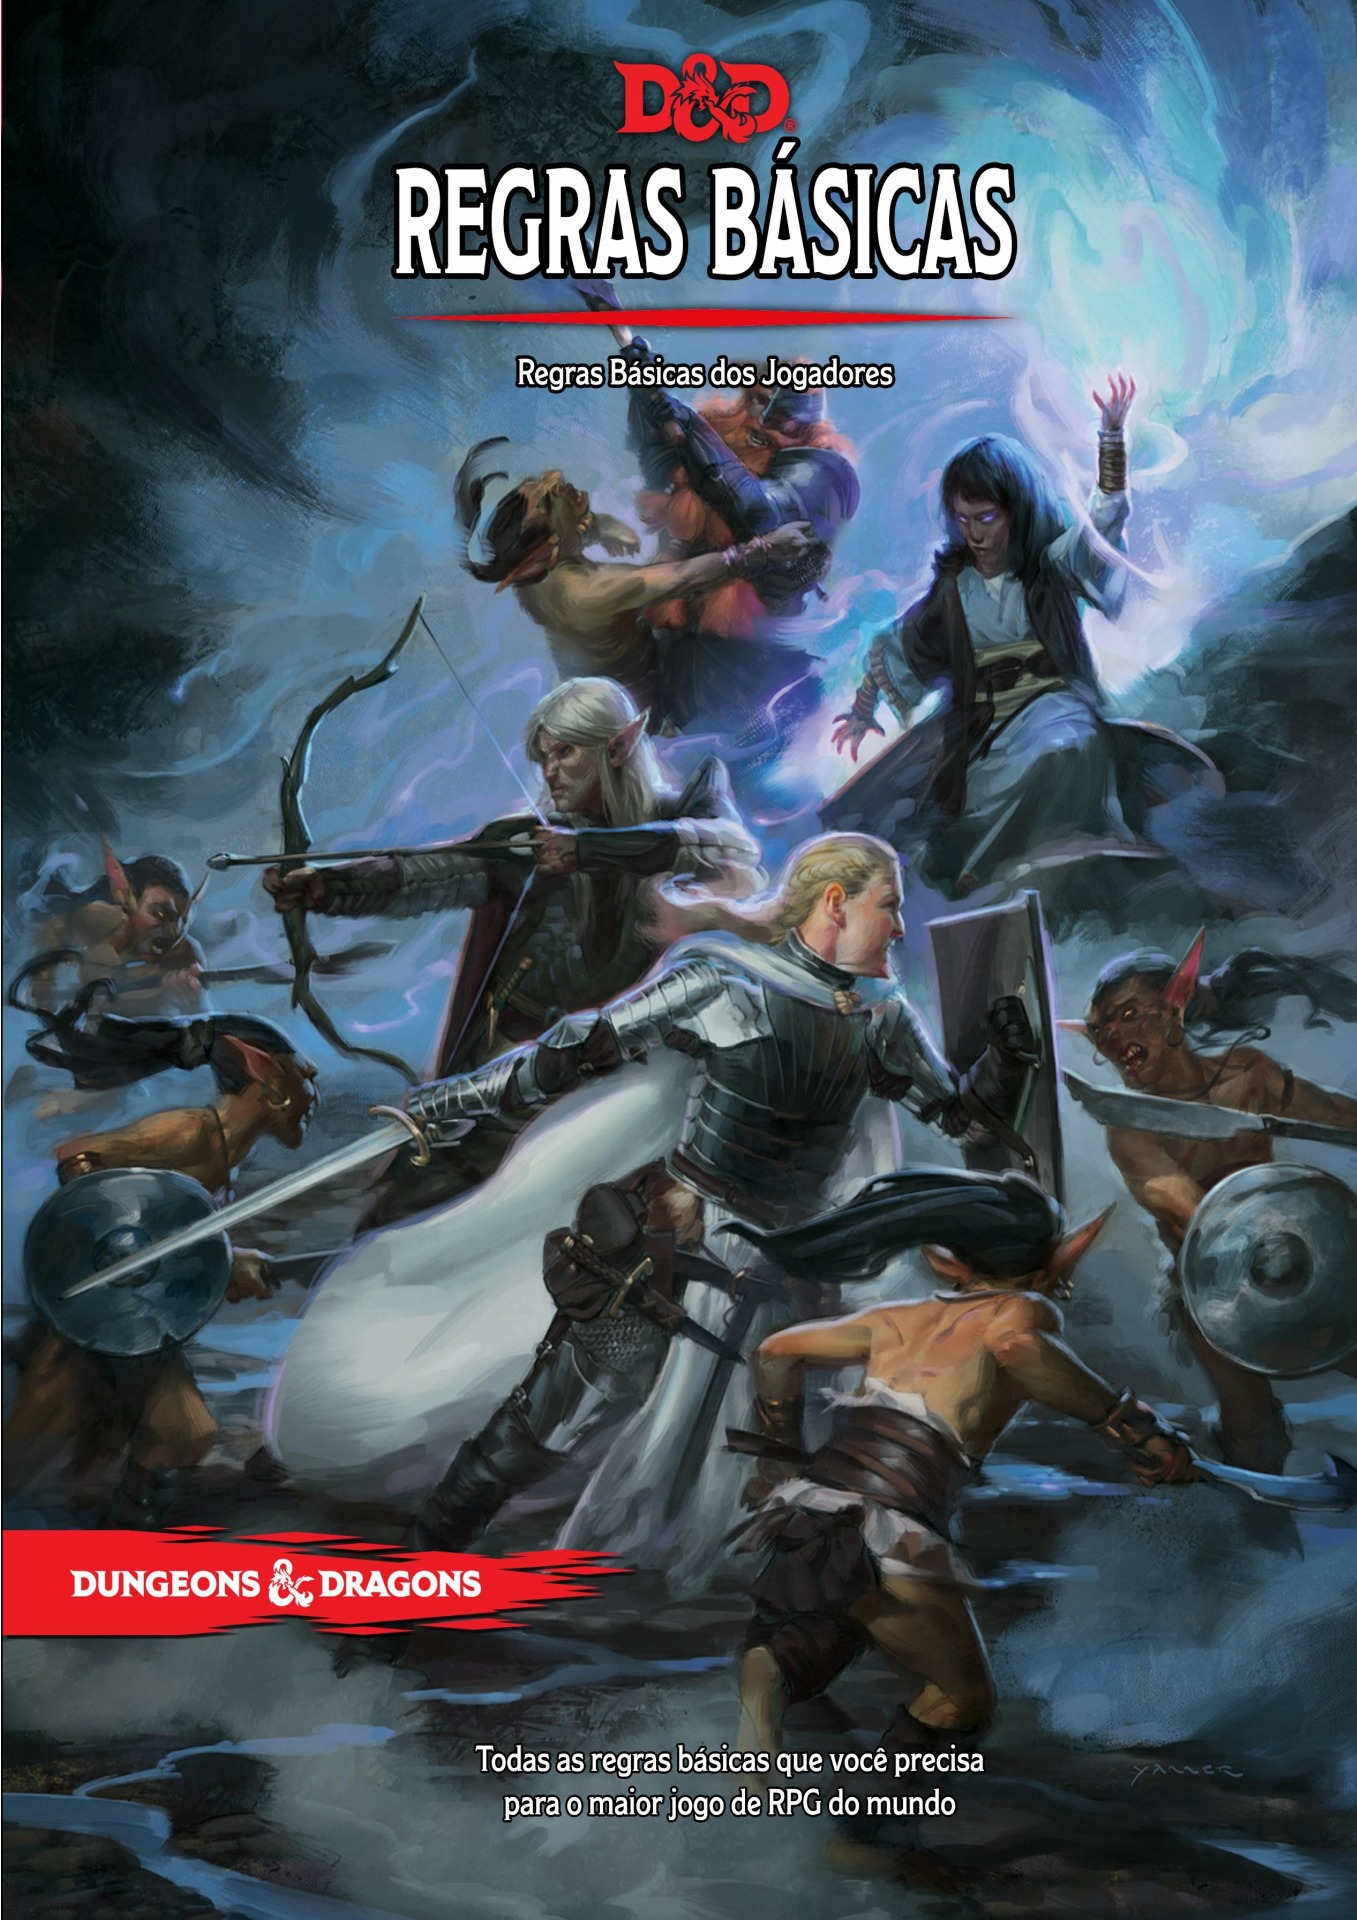 D&D
REGRAS BÁSICAS
Regras Básicas dos Jogadores
DUNGEONS & DRAGONS
Todas as regras básicas que você precisa
para o maior jogo de RPG do mundo